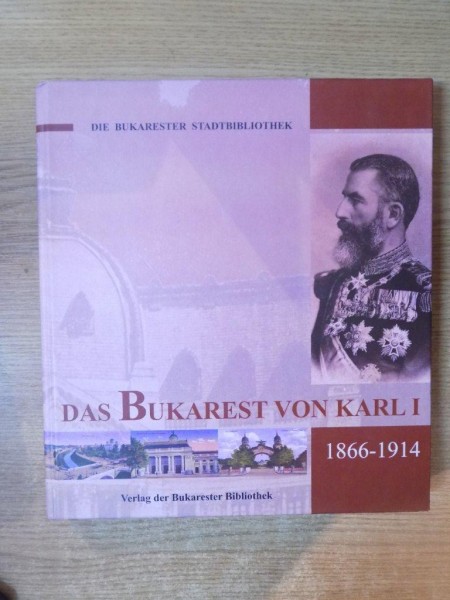 DIE BUKARESTER STADTBIBLIOTHEK
DAS BUKAREST VON KARL I
1866-1914
Verlag der Bukarester Bibliothek